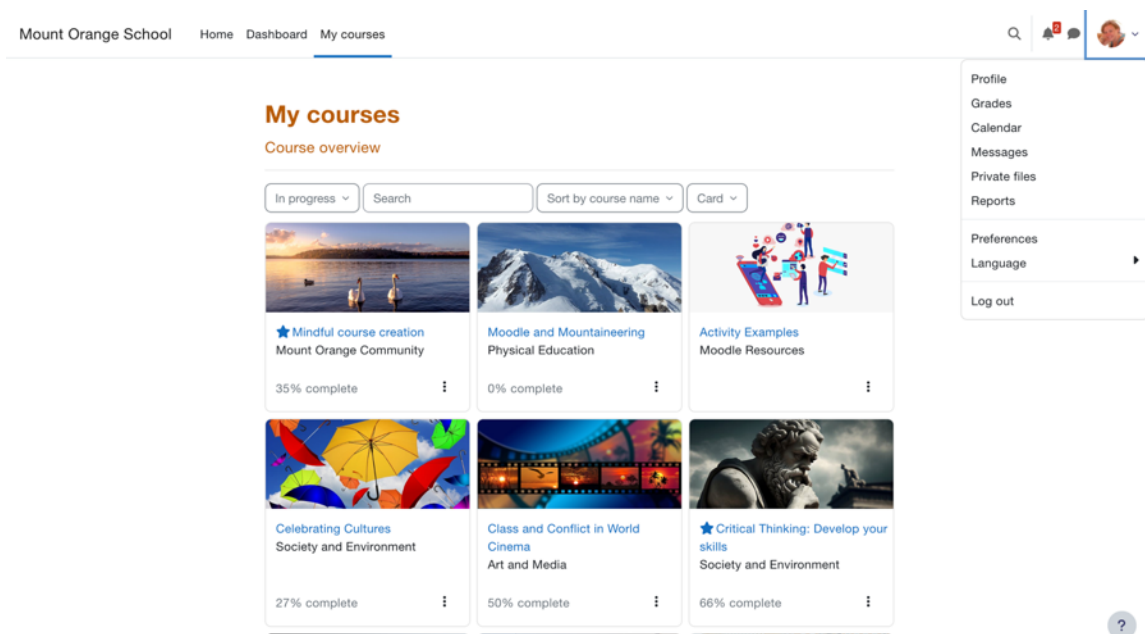 Mount Orange School Home Dashboard My courses
2
Profile
Grades
Calendar
Messages
Private files
Reports
Preferences
Language
Log out
My courses
Course overview
In progress Search Sort by course name Card
Mindful course creation
Mount Orange Community
35% complete
Moodle and Mountaineering
Physical Education
0% complete
Activity Examples
Moodle Resources
Celebrating Cultures
Society and Environment
27% complete
Class and Conflict in World
Cinema
Art and Media
50% complete
Critical Thinking: Develop your
skills
Society and Environment
66% complete
?